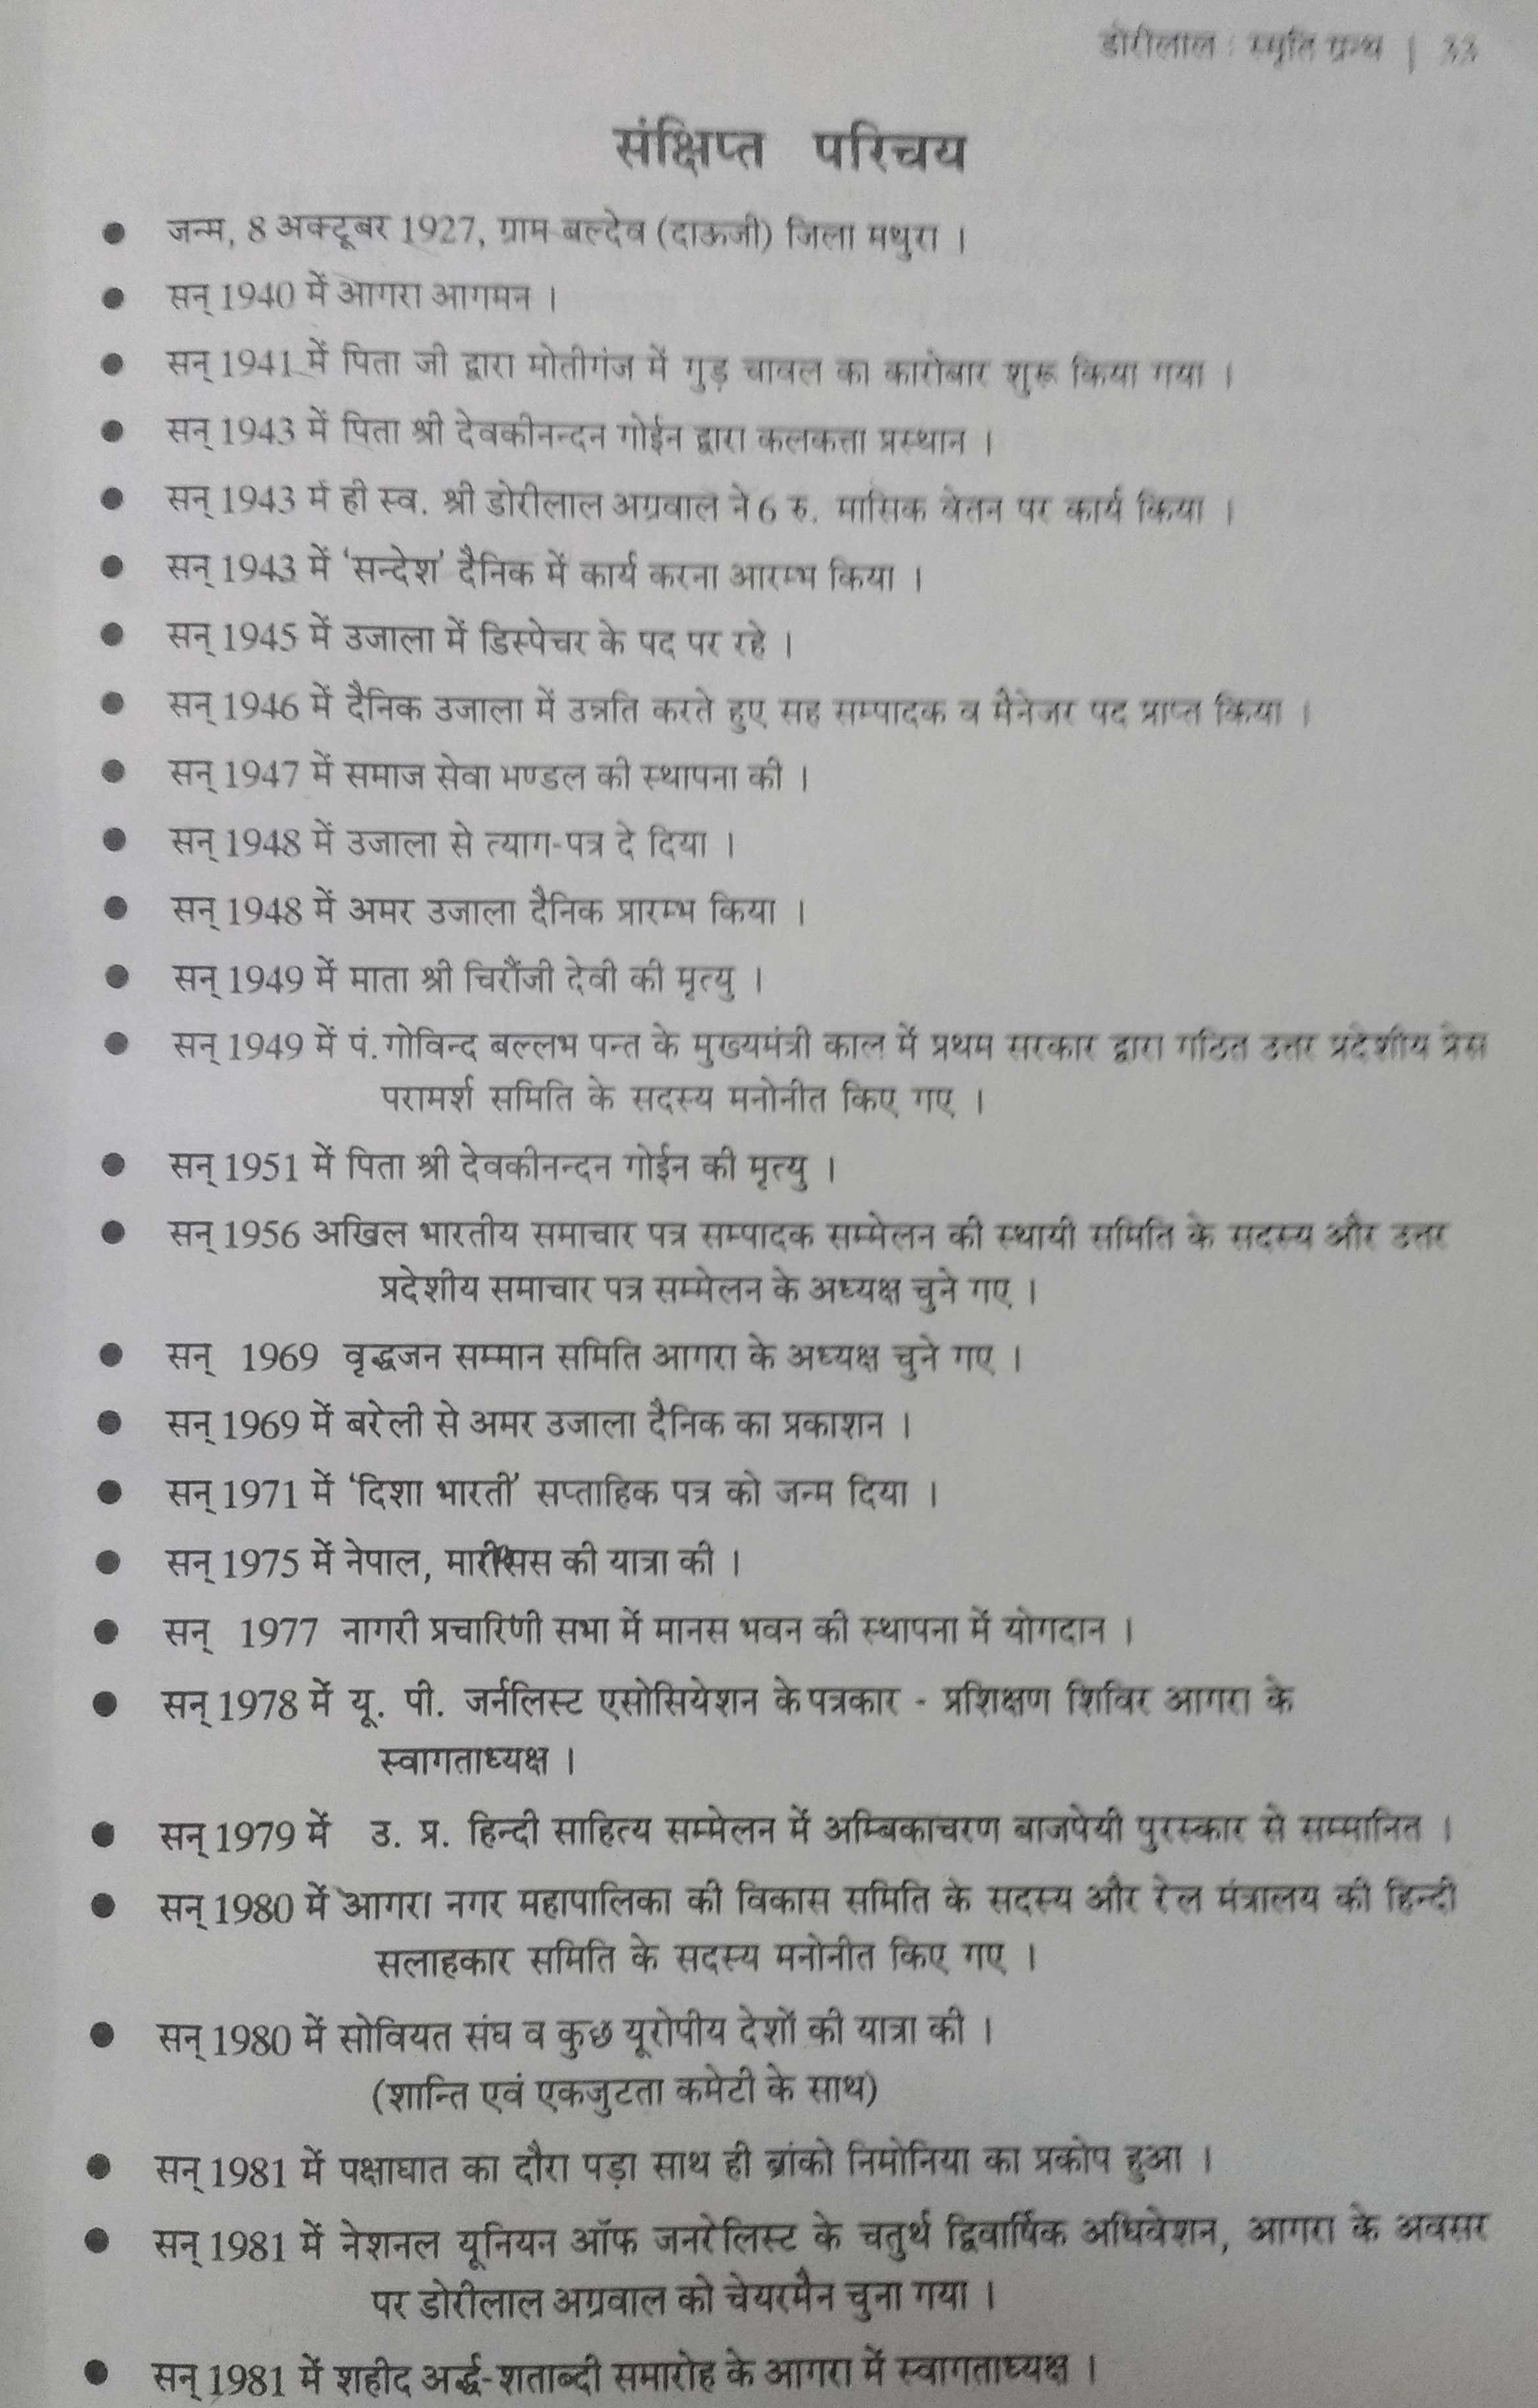 डोरीलाल : स्मृति ग्रन्थ | 33
संक्षिप्त परिचय
● जन्म, 8 अक्टूबर 1927, ग्राम बल्देव (दाऊजी) जिला मथुरा ।
● सन् 1940 में आगरा आगमन ।
● सन् 1941 में पिता जी द्वारा मोतीगंज में गुड़ चावल का कारोबार शुरू किया गया ।
● सन् 1943 में पिता श्री देवकीनन्दन गोईन द्वारा कलकत्ता प्रस्थान ।
● सन् 1943 में ही स्व. श्री डोरीलाल अग्रवाल ने 6 रु. मासिक वेतन पर कार्य किया ।
● सन् 1943 में ‘सन्देश’ दैनिक में कार्य करना आरम्भ किया ।
● सन् 1945 में उजाला में डिस्पेचर के पद पर रहे ।
● सन् 1946 में दैनिक उजाला में उन्नति करते हुए सह सम्पादक व मैनेजर पद प्राप्त किया ।
● सन् 1947 में समाज सेवा भण्डल की स्थापना की ।
● सन् 1948 में उजाला से त्याग-पत्र दे दिया ।
● सन् 1948 में अमर उजाला दैनिक प्रारम्भ किया ।
● सन् 1949 में माता श्री चिरौंजी देवी की मृत्यु ।
● सन् 1949 में पं. गोविन्द बल्लभ पन्त के मुख्यमंत्री काल में प्रथम सरकार द्वारा गठित उत्तर प्रदेशीय प्रेस
परामर्श समिति के सदस्य मनोनीत किए गए ।
● सन् 1951 में पिता श्री देवकीनन्दन गोईन की मृत्यु ।
● सन् 1956 अखिल भारतीय समाचार पत्र सम्पादक सम्मेलन की स्थायी समिति के सदस्य और उत्तर
प्रदेशीय समाचार पत्र सम्मेलन के अध्यक्ष चुने गए ।
● सन् 1969 वृद्धजन सम्मान समिति आगरा के अध्यक्ष चुने गए ।
● सन् 1969 में बरेली से अमर उजाला दैनिक का प्रकाशन ।
● सन् 1971 में ‘दिशा भारती’ सप्ताहिक पत्र को जन्म दिया ।
● सन् 1975 में नेपाल, की यात्रा की ।
● सन् 1977 नागरी प्रचारिणी सभा में मानस भवन की स्थापना में योगदान ।
● सन् 1978 में यू. पी. जर्नलिस्ट एसोसियेशन के पत्रकार - प्रशिक्षण शिविर आगरा के
स्वागताध्यक्ष ।
● सन् 1979 में उ. प्र. हिन्दी साहित्य सम्मेलन में अम्बिकाचरण बाजपेयी पुरस्कार से सम्मानित ।
● सन् 1980 में आगरा नगर महापालिका की विकास समिति के सदस्य और रेल मंत्रालय की हिन्दी
सलाहकार समिति के सदस्य मनोनीत किए गए ।
● सन् 1980 में सोवियत संघ व कुछ यूरोपीय देशों की यात्रा की ।
(शान्ति एवं एकजुटता कमेटी के साथ)
● सन् 1981 में पक्षाघात का दौरा पड़ा साथ ही ब्रांको निमोनिया का प्रकोप हुआ ।
● सन् 1981 में नेशनल यूनियन ऑफ जनरेलिस्ट के चतुर्थ द्विवार्षिक अधिवेशन, आगरा के अवसर
पर डोरीलाल अग्रवाल को चेयरमैन चुना गया ।
● सन् 1981 में शहीद अर्द्ध-शताब्दी समारोह के आगरा में स्वागताध्यक्ष ।